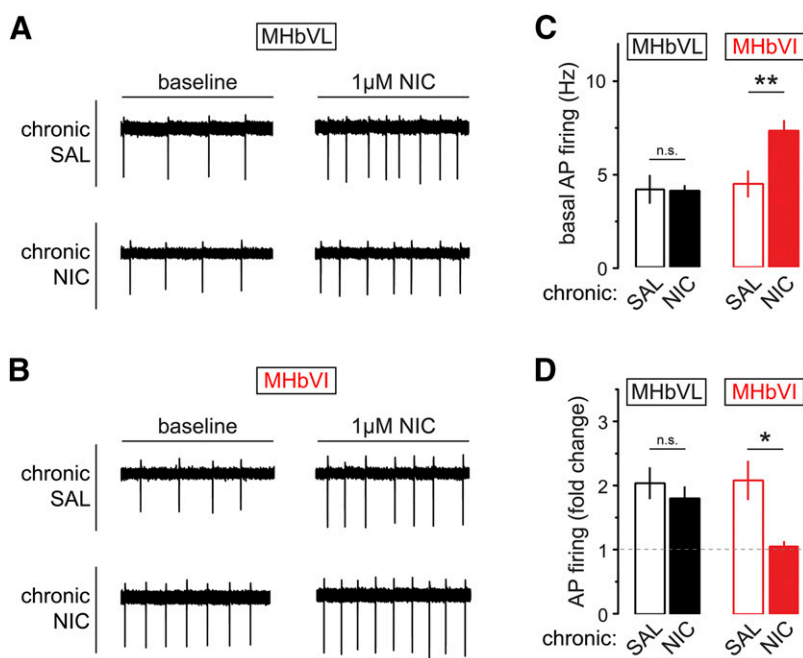 A
MHbVL
baseline
1µM NIC
chronic
SAL
chronic
NIC
B
MHbVI
baseline
1µM NIC
chronic
SAL
chronic
NIC
C
MHbVL
MHbVI
basal AP firing (Hz)
10
5
0
n.s.
**
chronic:
SAL
NIC
SAL
NIC
D
MHbVL
MHbVI
AP firing (fold change)
3
2
1
0
n.s.
*
chronic:
SAL
NIC
SAL
NIC